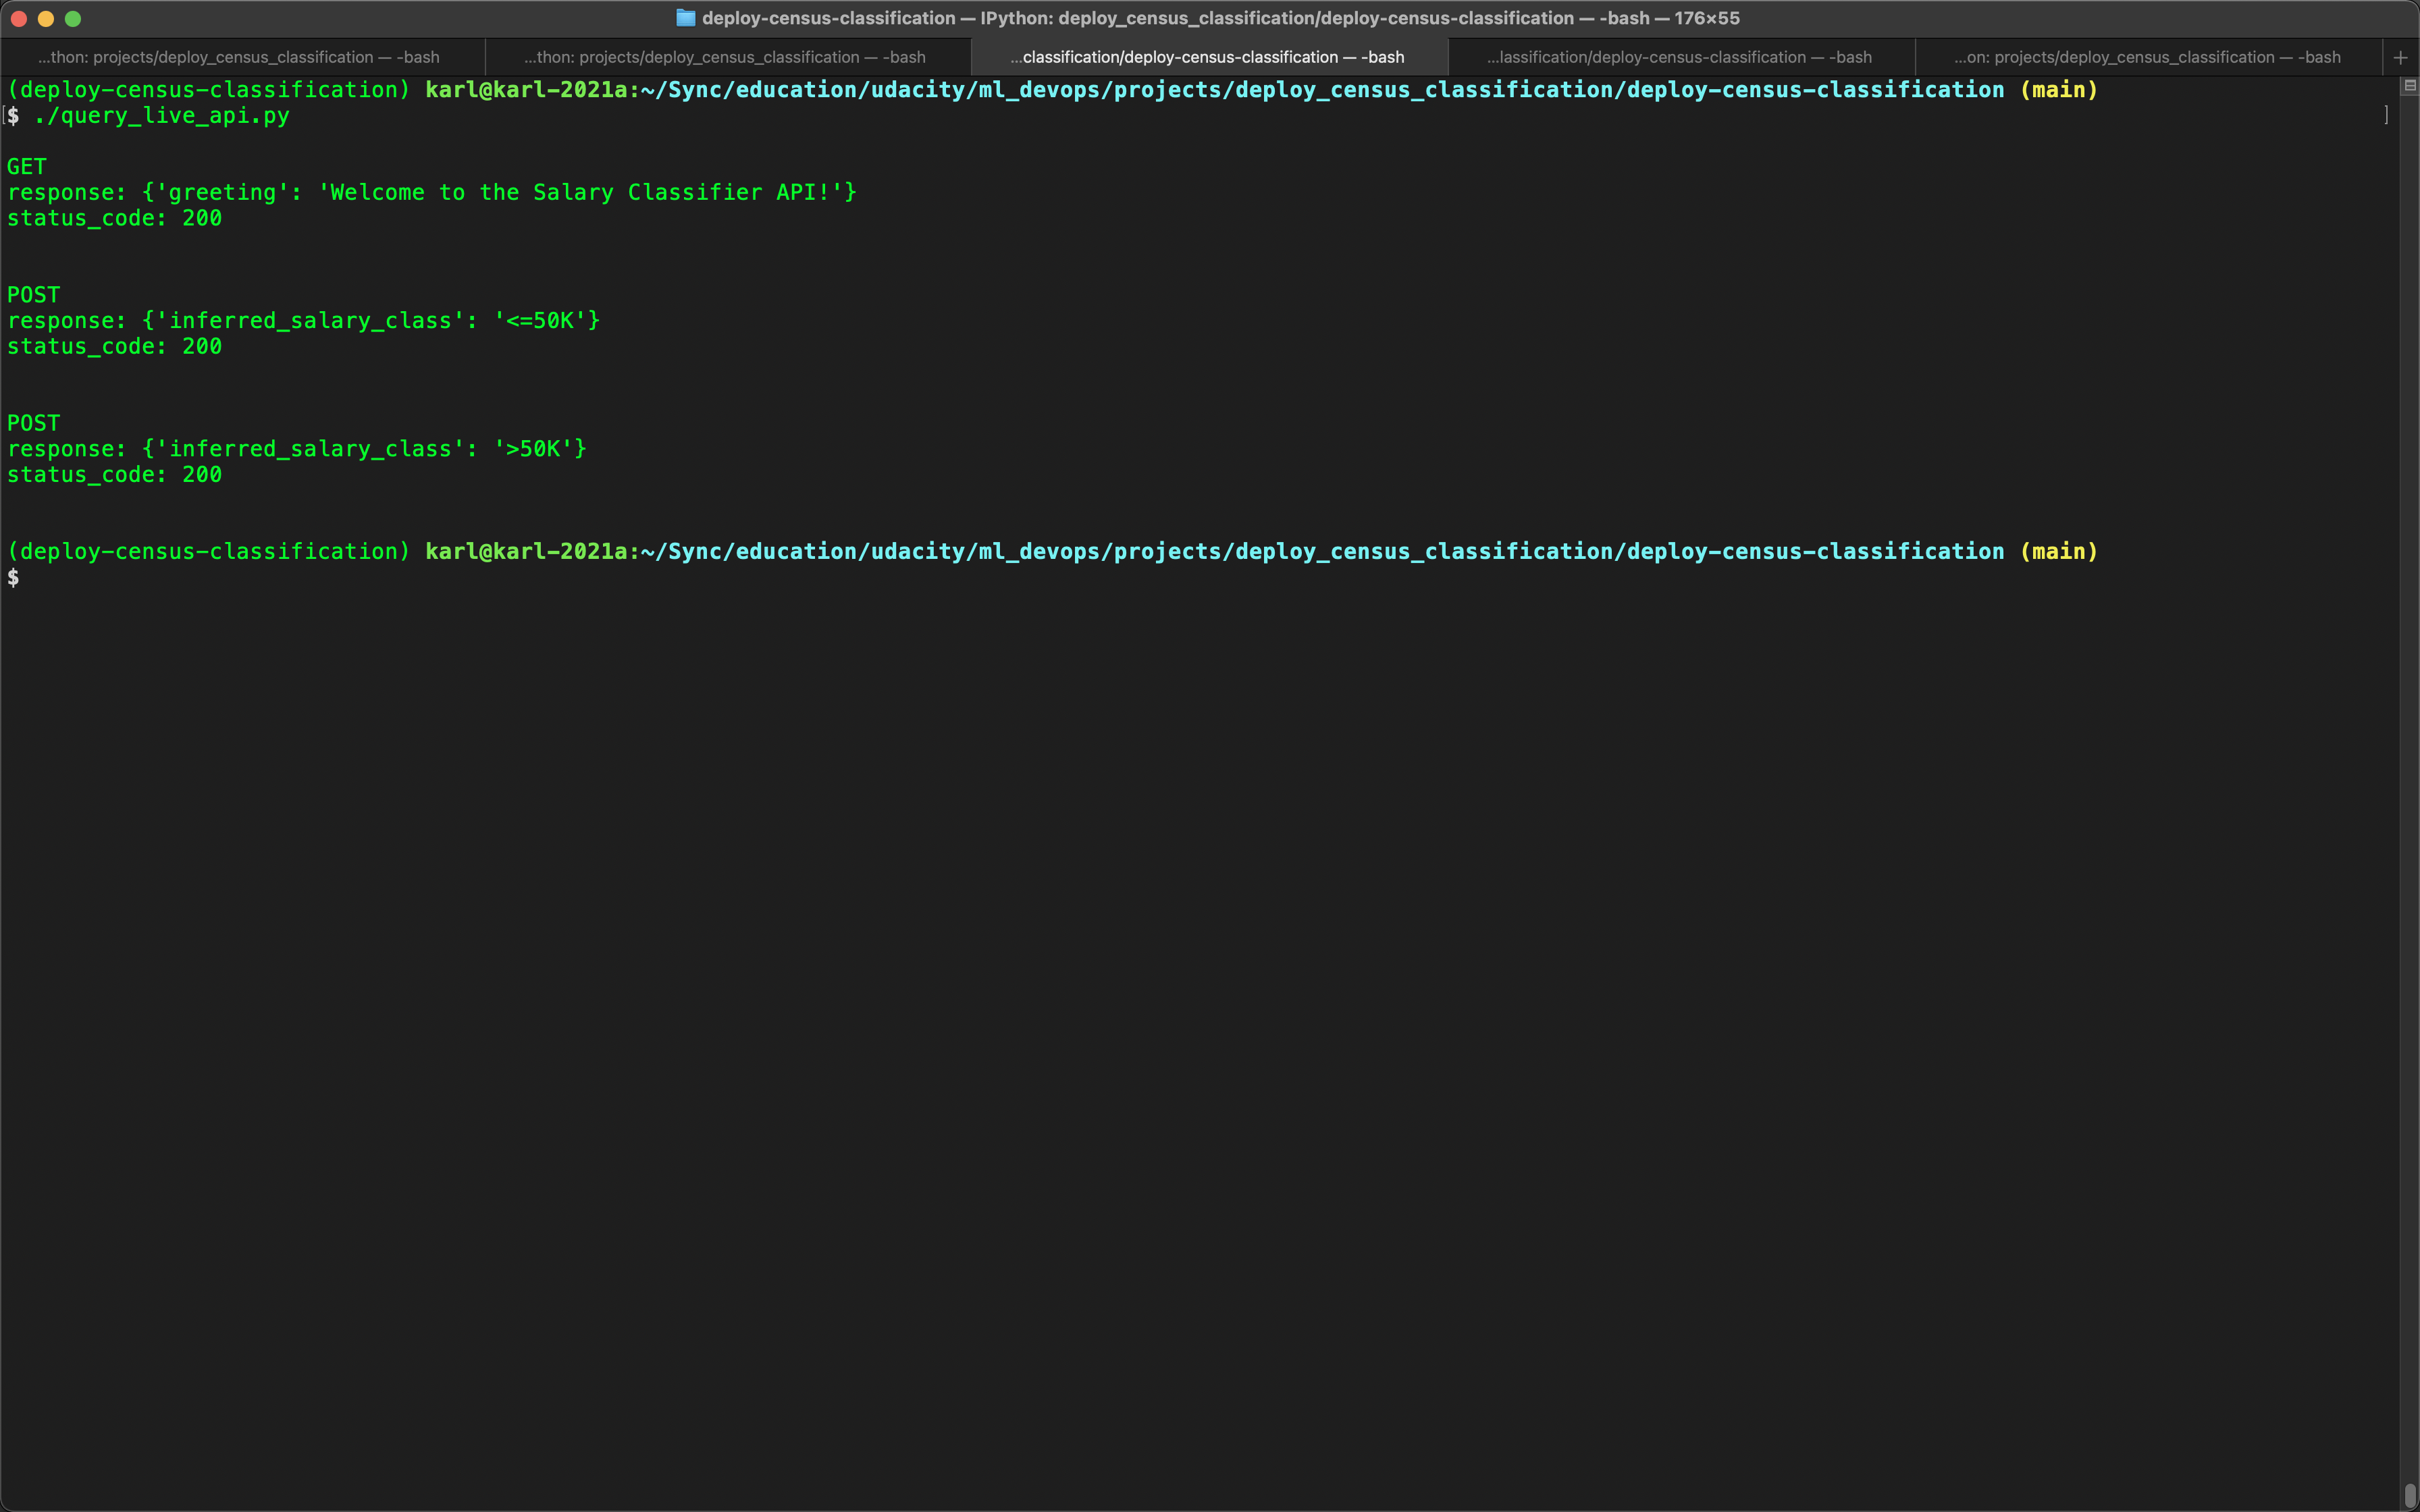 deploy-census-classification — IPython: deploy_census_classification/deploy-census-classification — -bash — 176×55
...thon: projects/deploy_census_classification — -bash
...thon: projects/deploy_census_classification — -bash
...classification/deploy-census-classification — -bash
...lassification/deploy-census-classification — -bash
...on: projects/deploy_census_classification — -bash
+
(deploy-census-classification) karl@karl-2021a:~/Sync/education/udacity/ml_devops/projects/deploy_census_classification/deploy-census-classification (main)
[$ ./query_live_api.py ]
GET
response: {'greeting': 'Welcome to the Salary Classifier API!'}
status_code: 200
POST
response: {'inferred_salary_class': '<=50K'}
status_code: 200
POST
response: {'inferred_salary_class': '>50K'}
status_code: 200
(deploy-census-classification) karl@karl-2021a:~/Sync/education/udacity/ml_devops/projects/deploy_census_classification/deploy-census-classification (main)
$